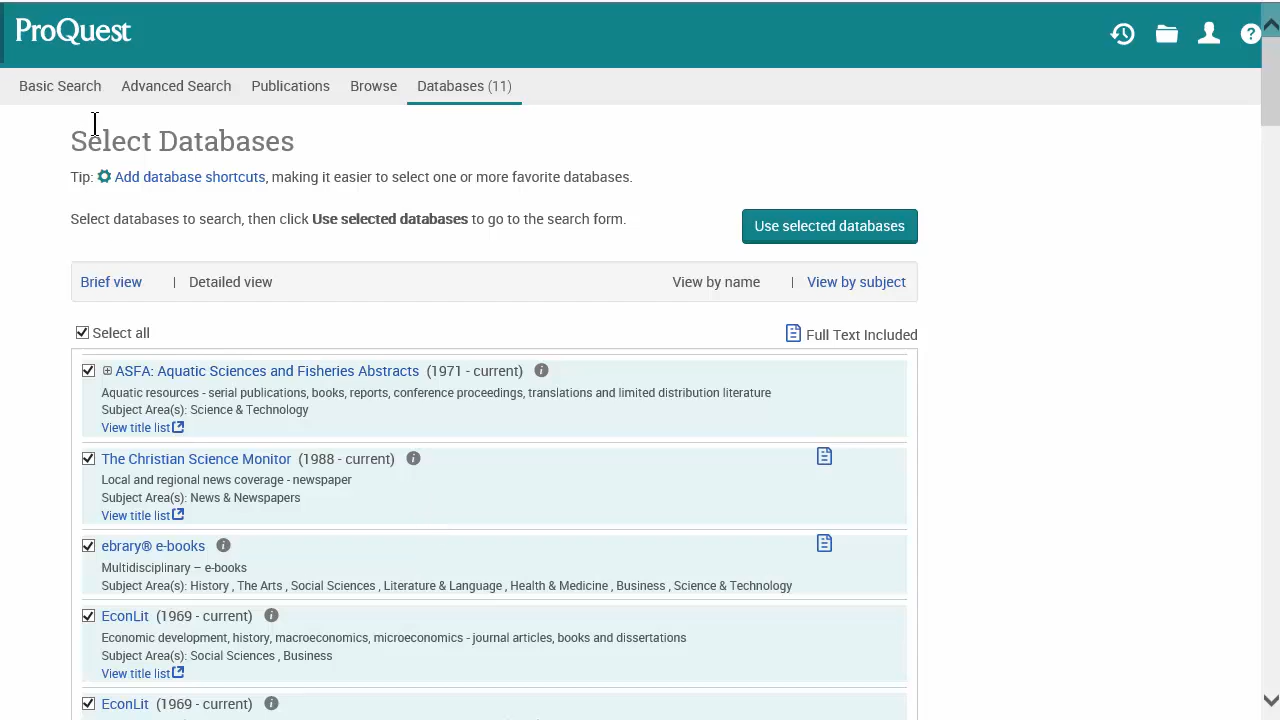 ProQuest
?
Basic Search Advanced Search Publications Browse Databases (11)
Select Databases
Tip: Add database shortcuts, making it easier to select one or more favorite databases.
Select databases to search, then click Use selected databases to go to the search form.
Use selected databases
Brief view | Detailed view View by name | View by subject
Select all Full Text Included
ASFA: Aquatic Sciences and Fisheries Abstracts (1971 - current) i
Aquatic resources - serial publications, books, reports, conference proceedings, translations and limited distribution literature
Subject Area(s): Science & Technology
View title list
The Christian Science Monitor (1988 - current) i
Local and regional news coverage - newspaper
Subject Area(s): News & Newspapers
View title list
ebrary® e-books i
Multidisciplinary – e-books
Subject Area(s): History , The Arts , Social Sciences , Literature & Language , Health & Medicine , Business , Science & Technology
EconLit (1969 - current) i
Economic development, history, macroeconomics, microeconomics - journal articles, books and dissertations
Subject Area(s): Social Sciences , Business
View title list
EconLit (1969 - current) i